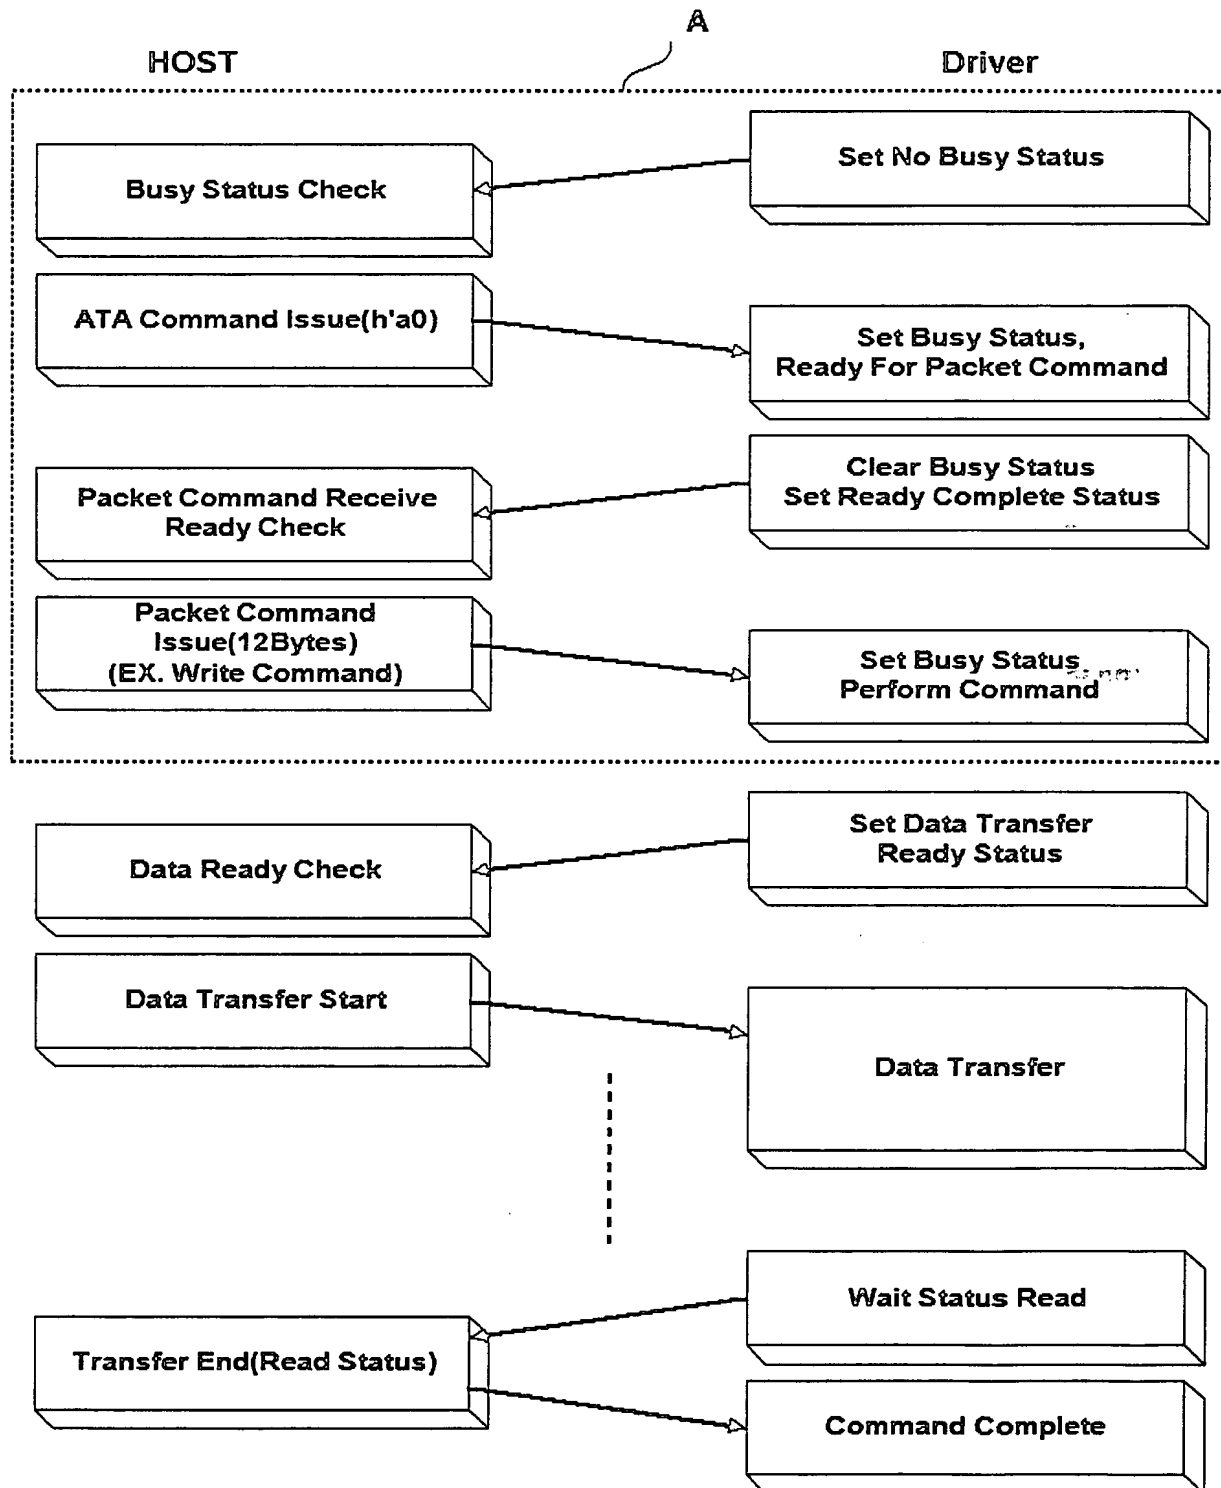 A
HOST
Driver
Set No Busy Status
Busy Status Check
ATA Command Issue(h'a0)
Set Busy Status,
Ready For Packet Command
Clear Busy Status
Set Ready Complete Status
Packet Command Receive
Ready Check
Packet Command
Issue(12Bytes)
(EX. Write Command)
Set Busy Status
Perform Command
Set Data Transfer
Ready Status
Data Ready Check
Data Transfer Start
Data Transfer
Wait Status Read
Transfer End(Read Status)
Command Complete